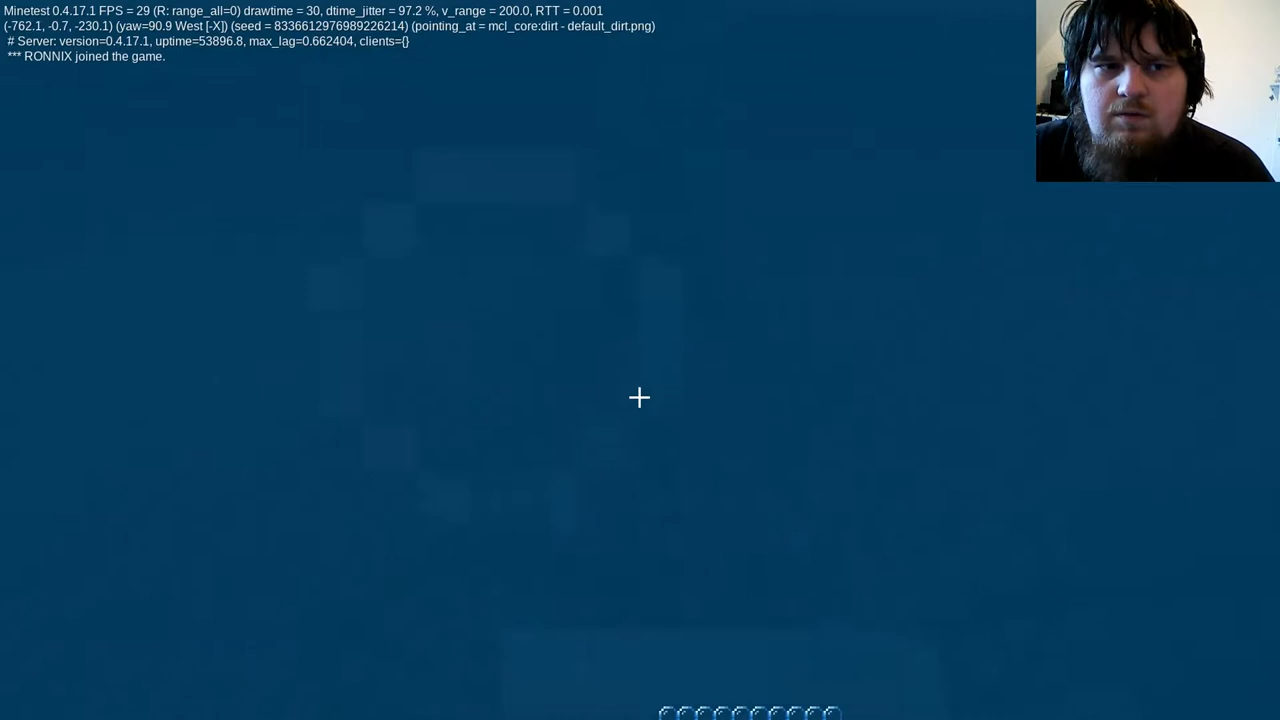 Minetest 0.4.17.1 FPS = 29 (R: range_all=0) drawtime = 30, dtime_jitter = 97.2 %, v_range = 200.0, RTT = 0.001
(-762.1, -0.7, -230.1) (yaw=90.9 West [-X]) (seed = 8336612976989226214) (pointing_at = mcl_core:dirt - default_dirt.png)
# Server: version=0.4.17.1, uptime=53896.8, max_lag=0.662404, clients={}
*** RONNIX joined the game.